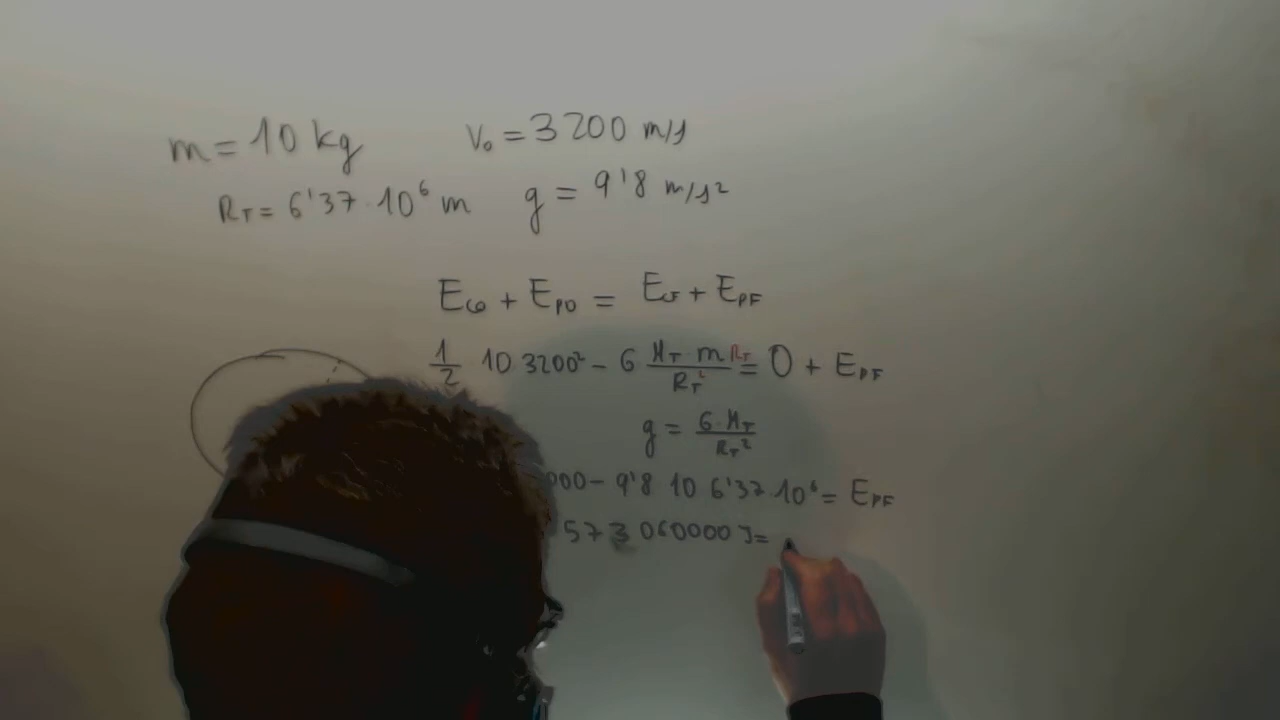 m = 10 kg V₀ = 3200 m/s
R_T = 6'37 · 10⁶ m g = 9'8 m/s²
E_C0 + E_P0 = E_CF + E_PF
1/2 10 3200² - G M_T · m R_T / R_T² = 0 + E_PF
g = G · M_T / R_T²
000 - 9'8 10 6'37 · 10⁶ = E_PF
573 060000 J =